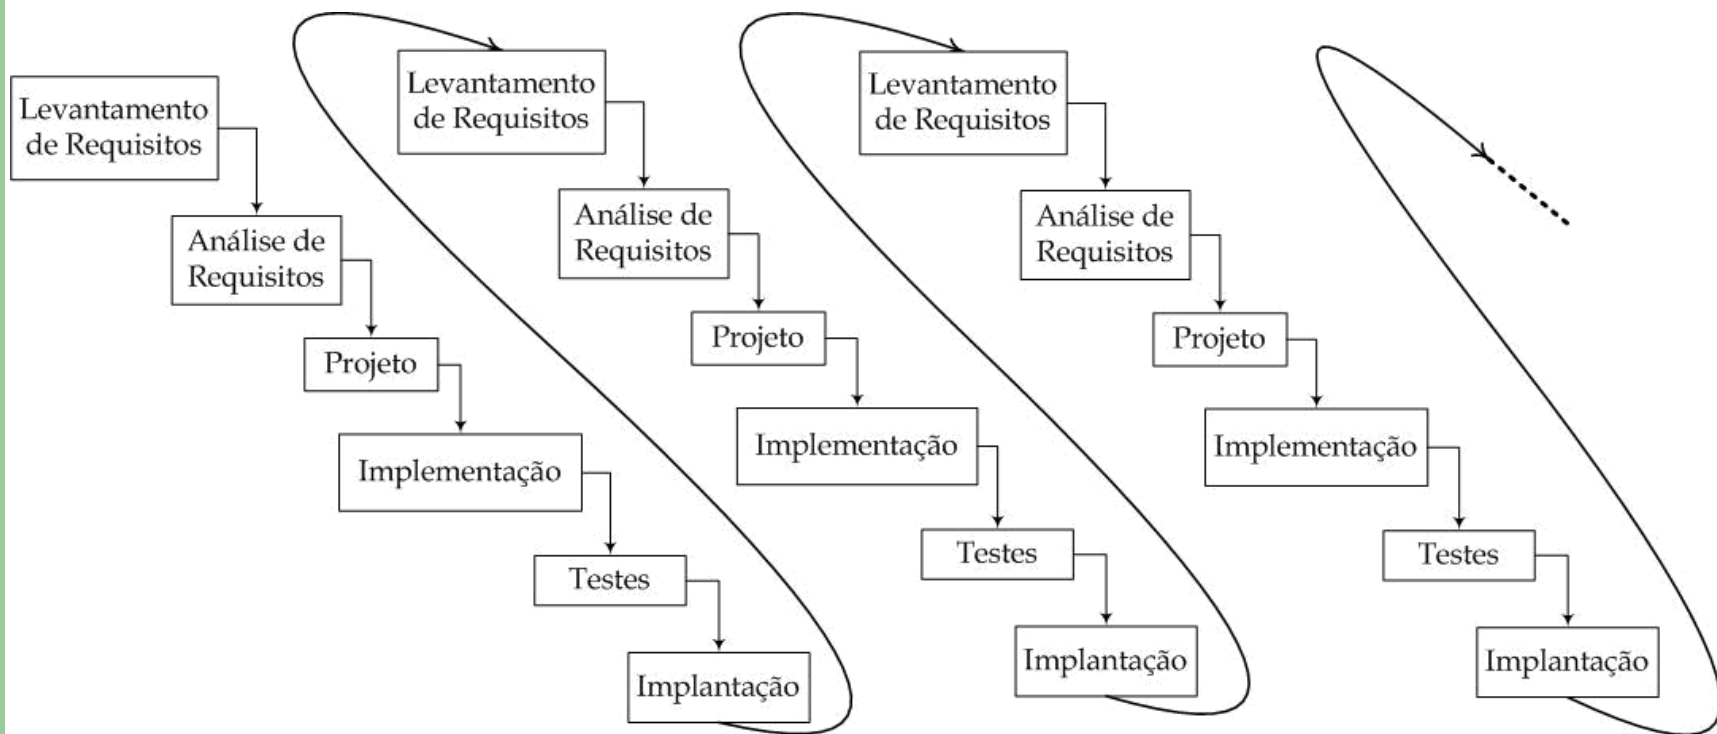 Levantamento
de Requisitos
Análise de
Requisitos
Projeto
Implementação
Testes
Implantação
Levantamento
de Requisitos
Análise de
Requisitos
Projeto
Implementação
Testes
Implantação
Levantamento
de Requisitos
Análise de
Requisitos
Projeto
Implementação
Testes
Implantação